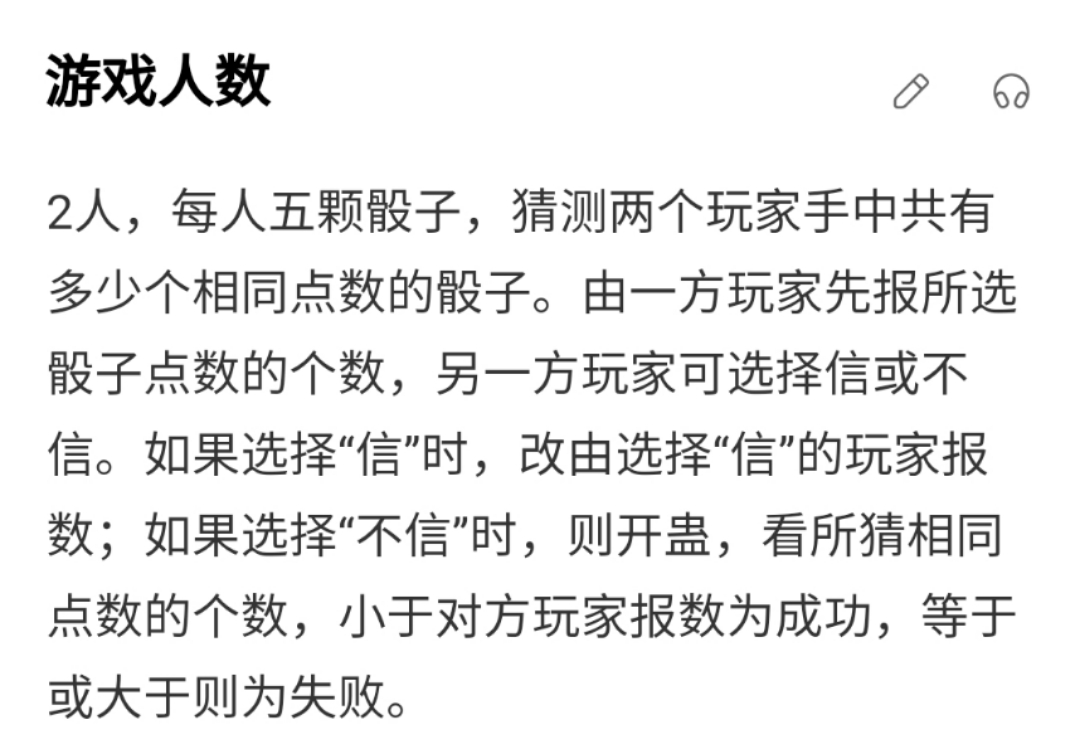 游戏人数
2人，每人五颗骰子，猜测两个玩家手中共有
多少个相同点数的骰子。由一方玩家先报所选
骰子点数的个数，另一方玩家可选择信或不
信。如果选择“信”时，改由选择“信”的玩家报
数；如果选择“不信”时，则开蛊，看所猜相同
点数的个数，小于对方玩家报数为成功，等于
或大于则为失败。